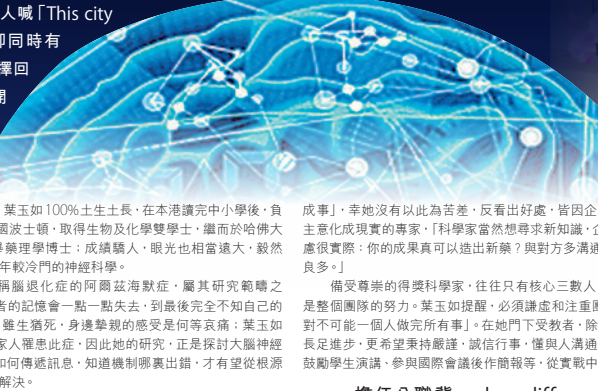 人喊「This city
同時有
擇回
葉玉如100%土生土長，在本港讀完中小學後，負
國波士頓，取得生物及化學雙學士，繼而於哈佛大
藥理學博士；成績驕人，眼光也相當遠大，毅然
年較冷門的神經科學。
稱腦退化症的阿爾茲海默症，屬其研究範疇之
者的記憶會一點一點失去，到最後完全不知自己的
雖生猶死，身邊摯親的感受是何等哀痛；葉玉如
家人罹患此症，因此她的研究，正是探討大腦神經
如何傳遞訊息，知道機制哪裏出錯，才有望從根源
解決。
成事」，幸她沒有以此為苦差，反看出好處，皆因企
主意化成現實的專家，「科學家當然想尋求新知識，企
慮很實際：你的成果真可以造出新藥？與對方多溝通
良多。」
備受尊崇的得獎科學家，往往只有核心三數人
是整個團隊的努力。葉玉如提醒，必須謙虛和注重團
對不可能一個人做完所有事」。在她門下受教者，除
長足進步，更希望秉持嚴謹、誠信行事，懂與人溝通
鼓勵學生演講、參與國際會議後作簡報等，從實戰中